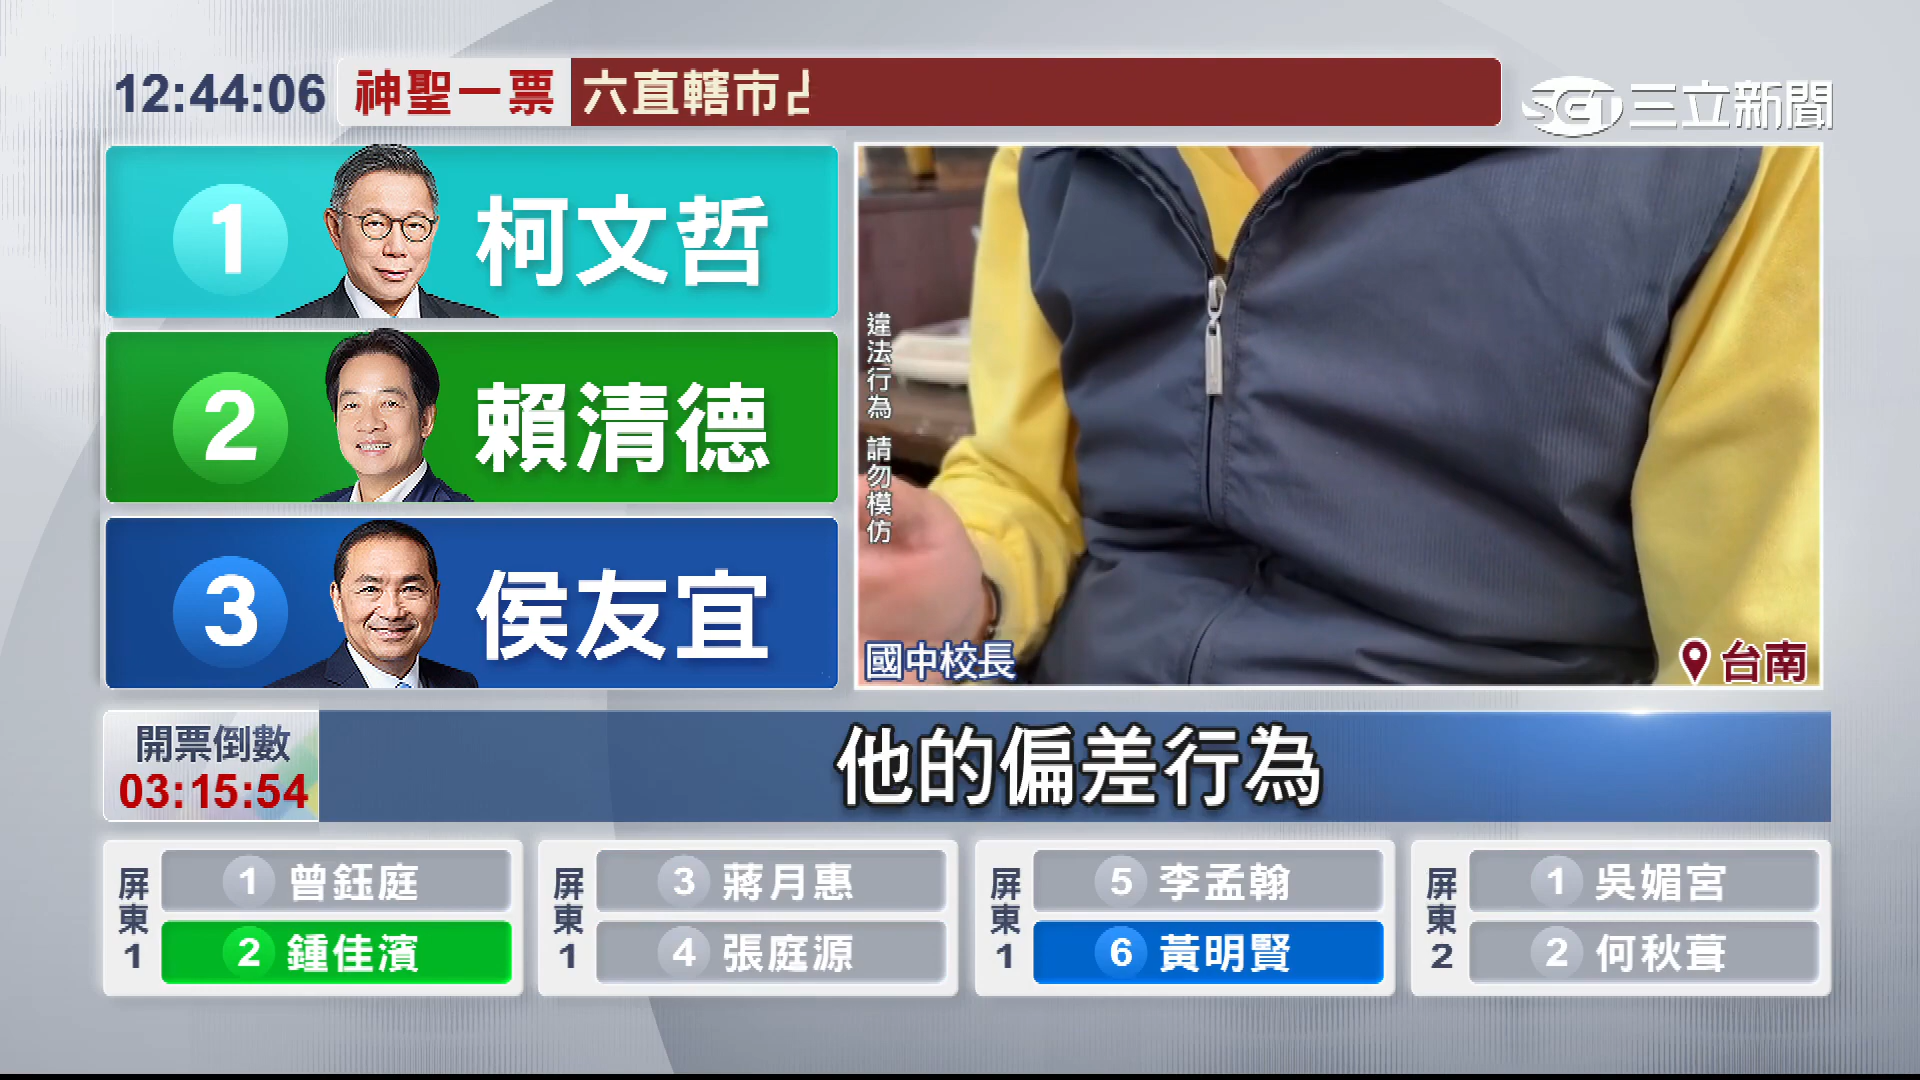 12:44:06
神聖一票
六直轄市
SET三立新聞
1 柯文哲
2 賴清德
3 侯友宜
違法行為 請勿模仿
國中校長
台南
開票倒數
03:15:54
他的偏差行為
屏東1
1 曾鈺庭
2 鍾佳濱
屏東1
3 蔣月惠
4 張庭源
屏東1
5 李孟翰
6 黃明賢
屏東2
1 吳媚宮
2 何秋葺